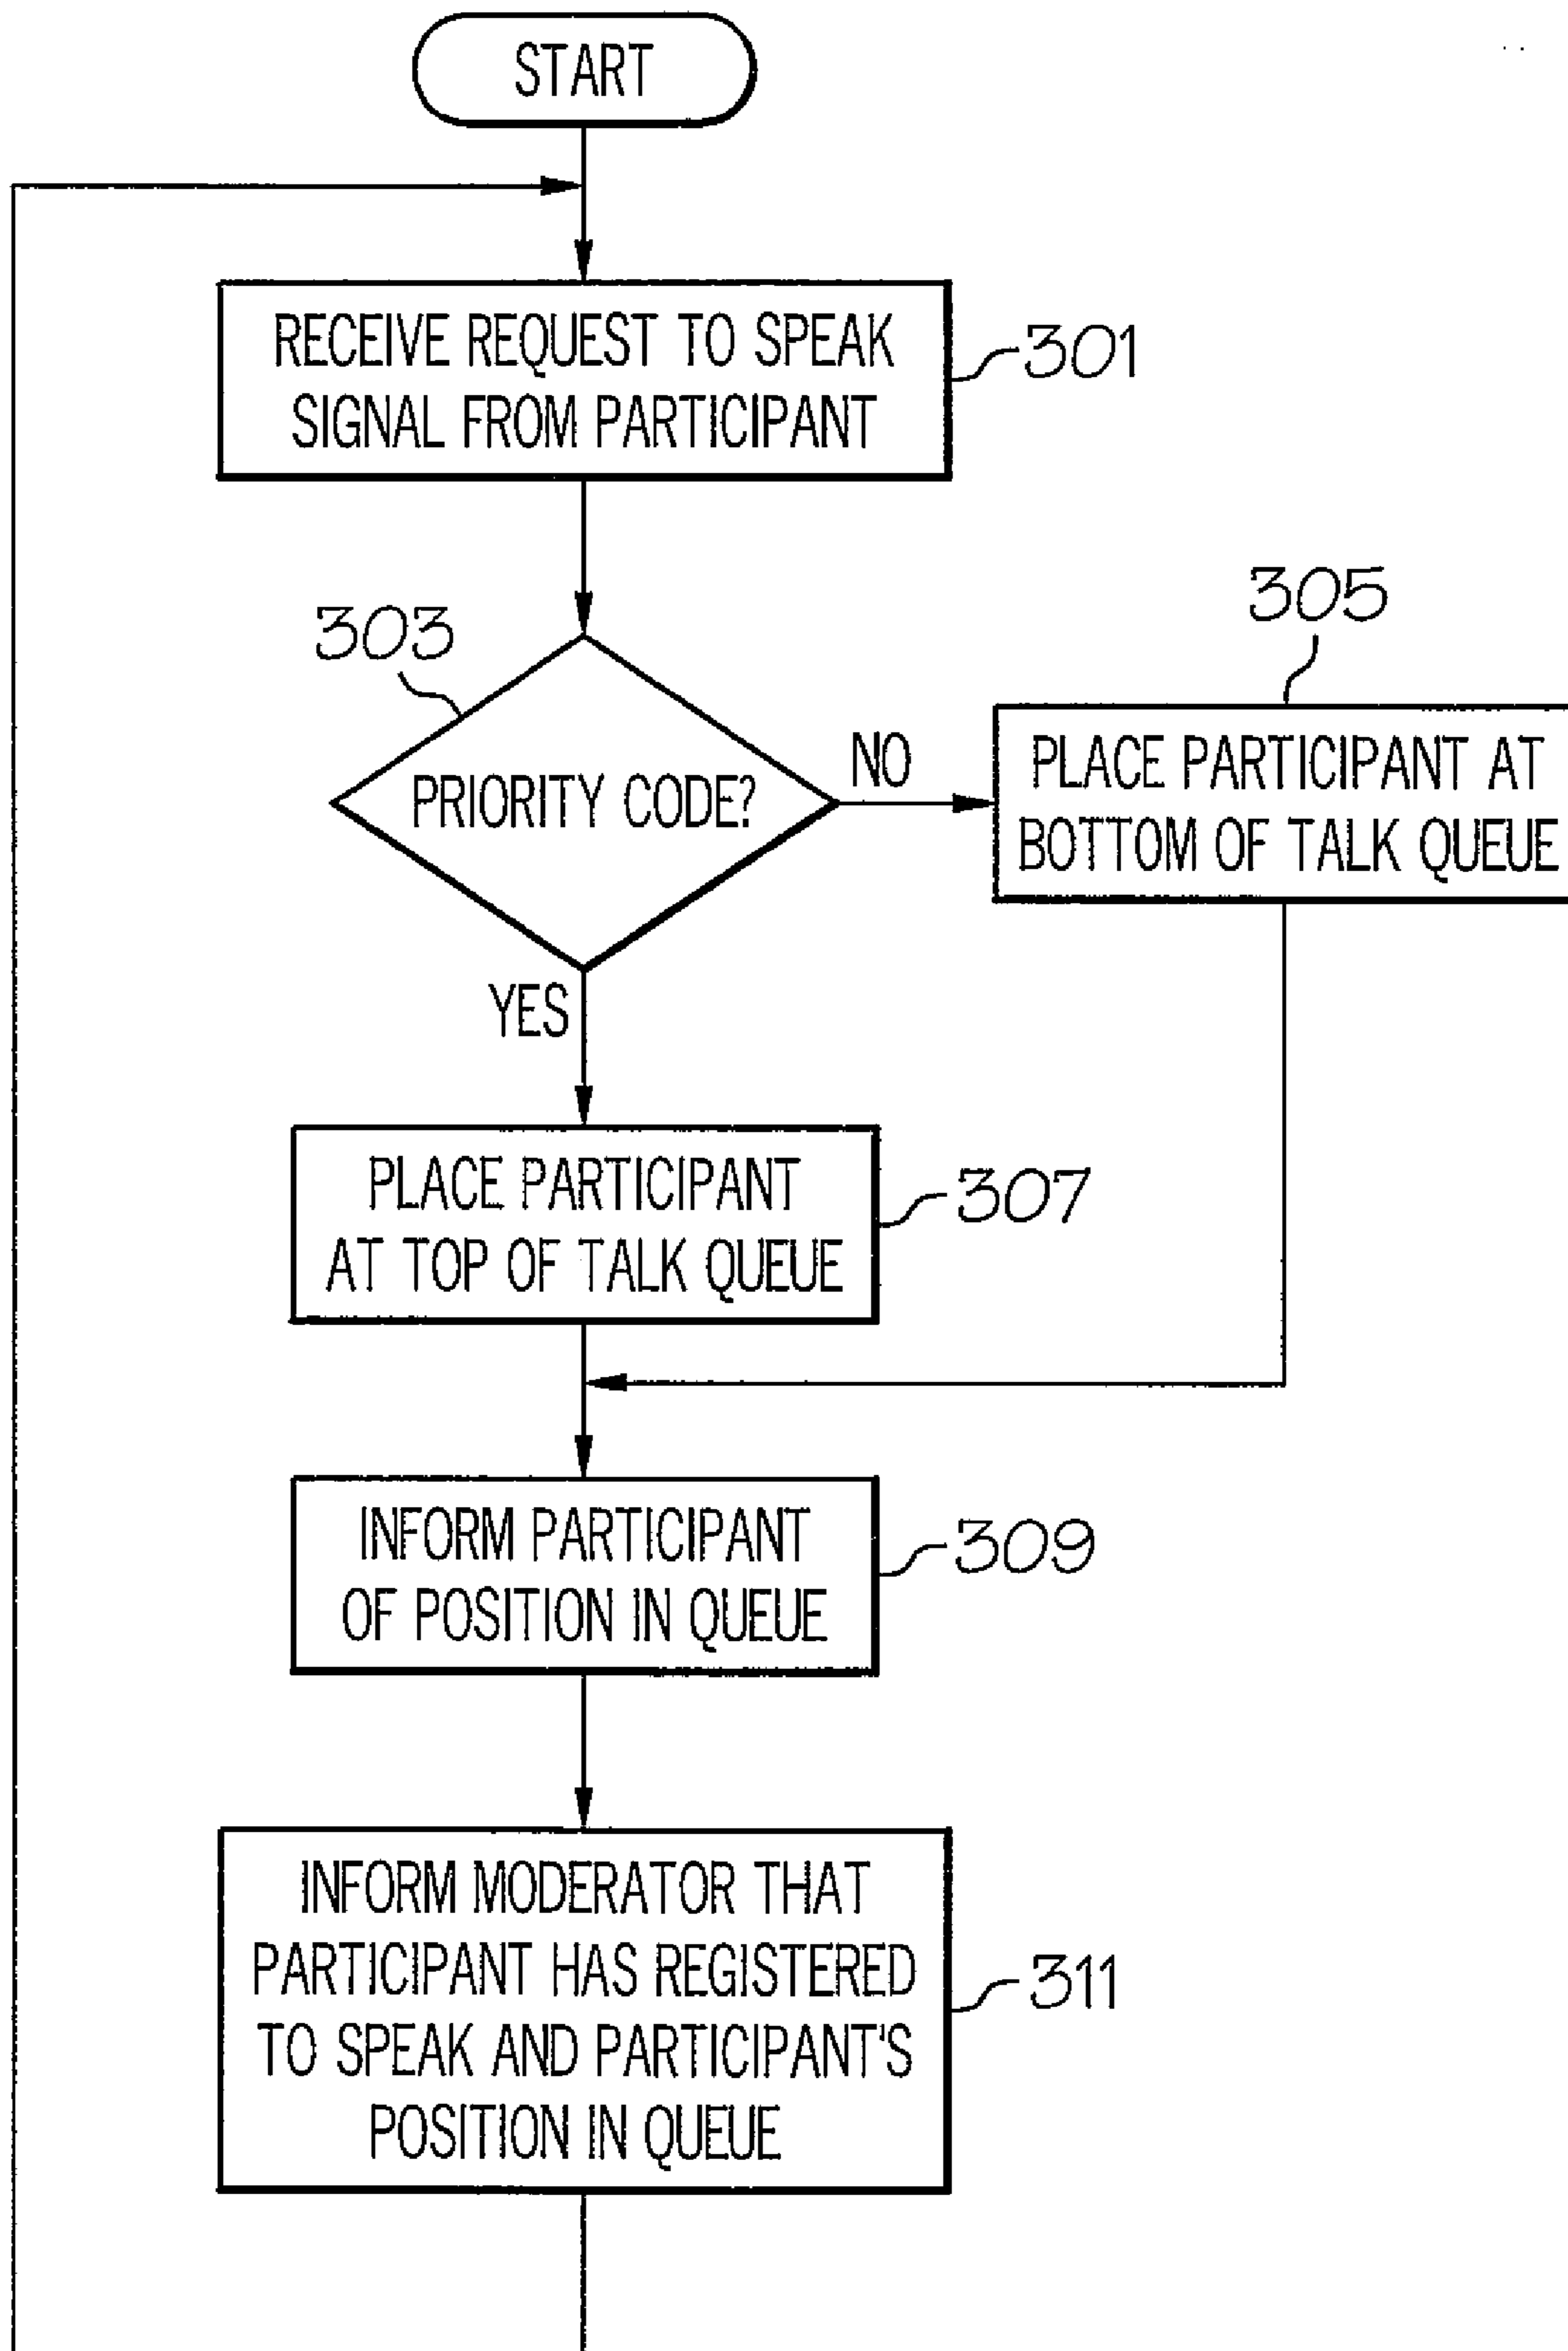 START
RECEIVE REQUEST TO SPEAK
SIGNAL FROM PARTICIPANT
301
303
PRIORITY CODE?
NO
305
PLACE PARTICIPANT AT
BOTTOM OF TALK QUEUE
YES
PLACE PARTICIPANT
AT TOP OF TALK QUEUE
307
INFORM PARTICIPANT
OF POSITION IN QUEUE
309
INFORM MODERATOR THAT
PARTICIPANT HAS REGISTERED
TO SPEAK AND PARTICIPANT'S
POSITION IN QUEUE
311